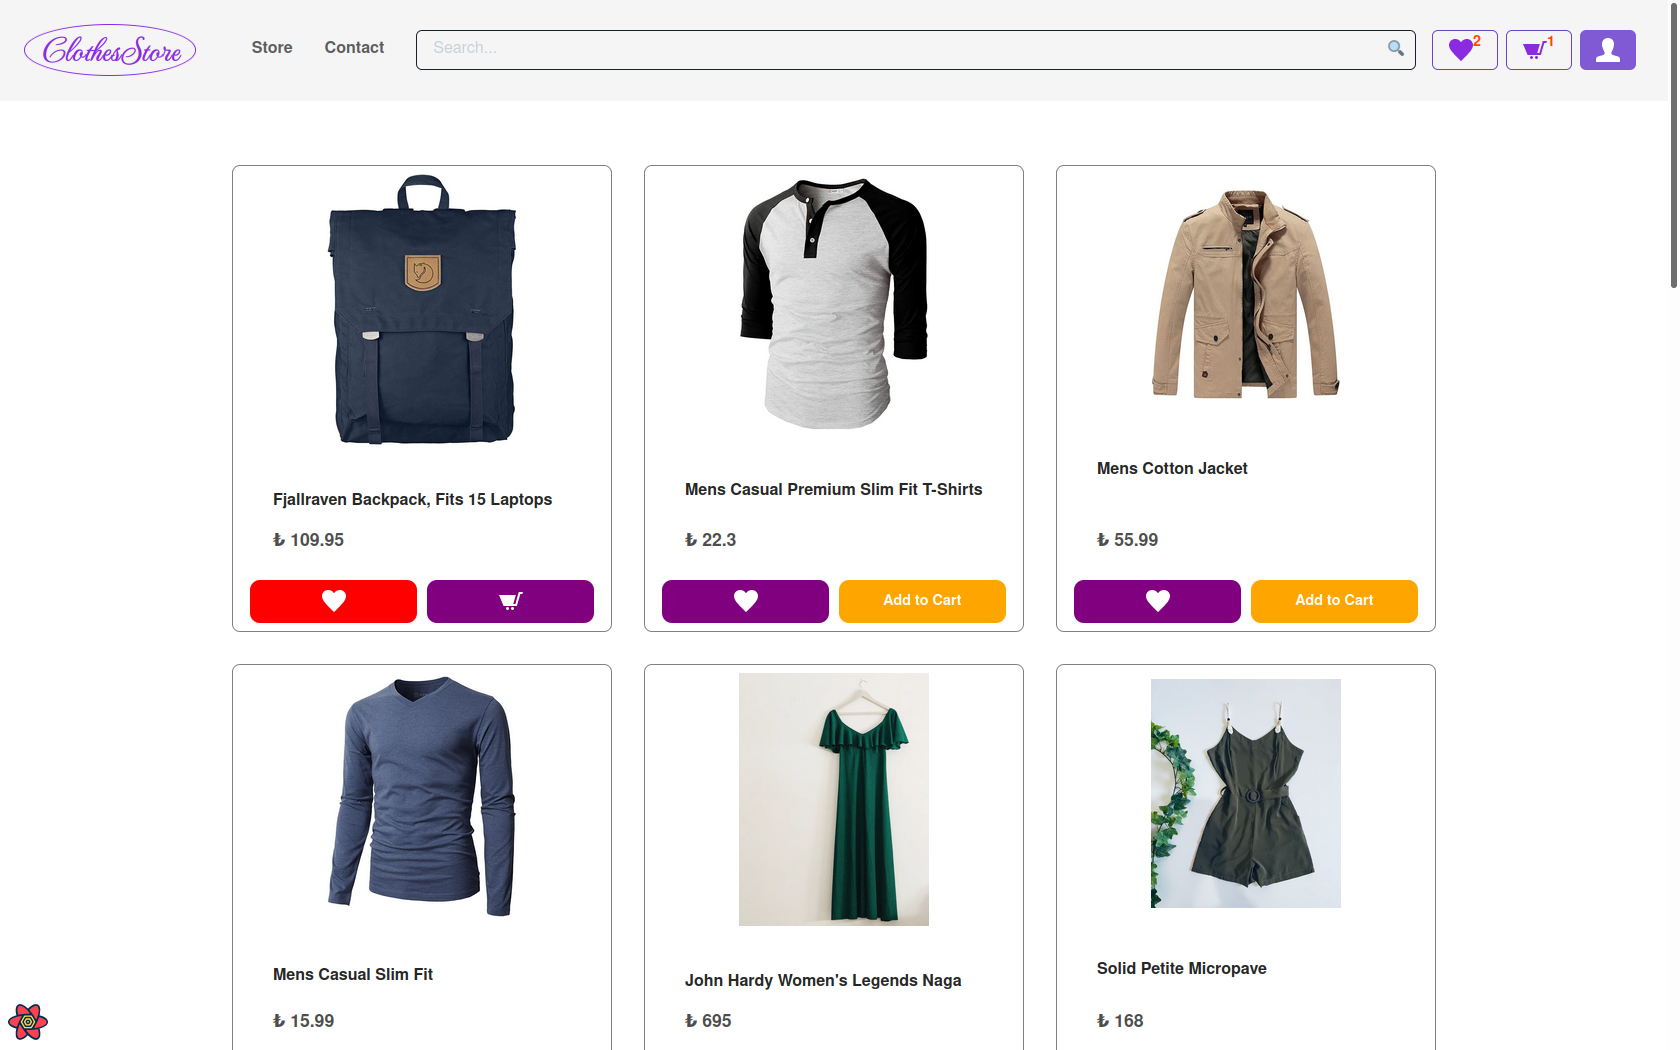 ClothesStore
Store
Contact
Search...
2
1
Fjallraven Backpack, Fits 15 Laptops
₺ 109.95
Mens Casual Premium Slim Fit T-Shirts
₺ 22.3
Add to Cart
Mens Cotton Jacket
₺ 55.99
Add to Cart
Mens Casual Slim Fit
₺ 15.99
John Hardy Women's Legends Naga
₺ 695
Solid Petite Micropave
₺ 168